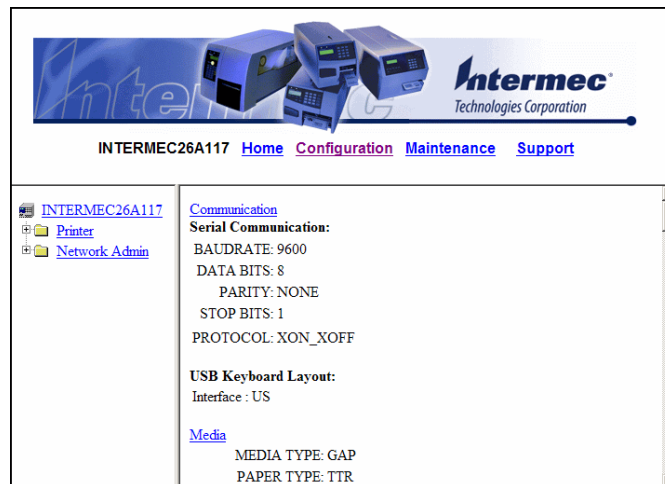 Inte
Intermec
Technologies Corporation
INTERMEC26A117 Home Configuration Maintenance Support
INTERMEC26A117
Printer
Network Admin
Communication
Serial Communication:
BAUDRATE: 9600
DATA BITS: 8
PARITY: NONE
STOP BITS: 1
PROTOCOL: XON_XOFF
USB Keyboard Layout:
Interface : US
Media
MEDIA TYPE: GAP
PAPER TYPE: TTR